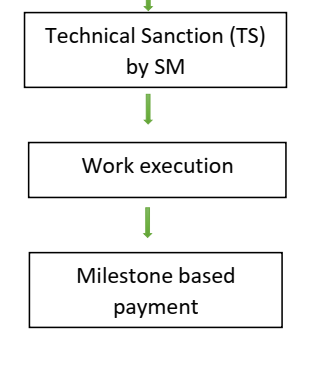 Technical Sanction (TS)
by SM
Work execution
Milestone based
payment